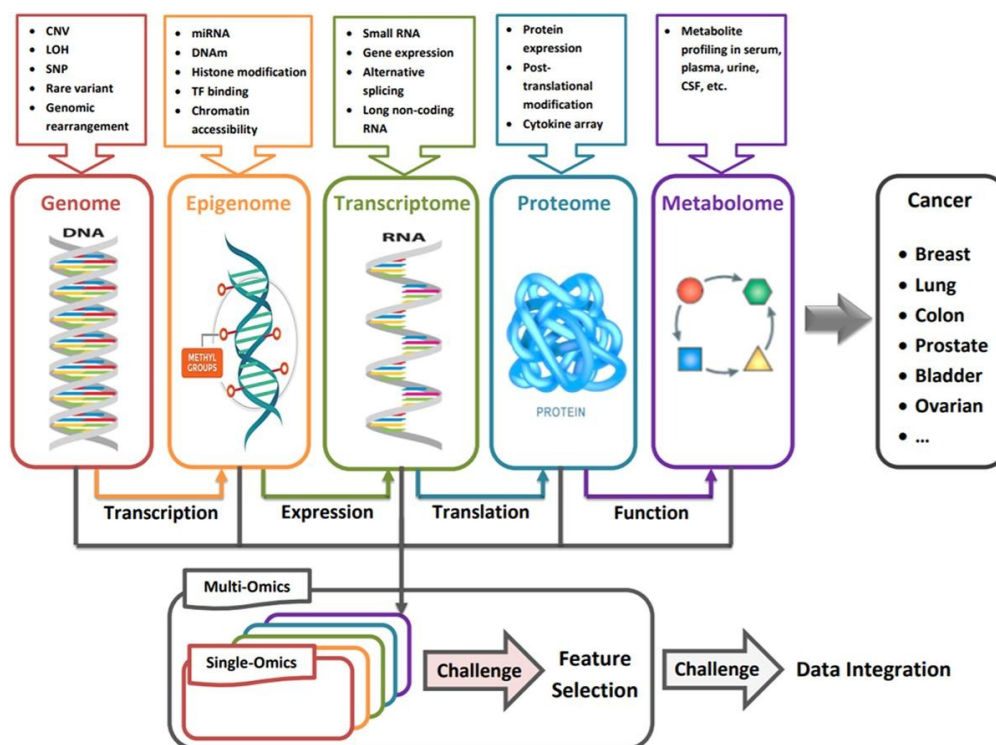 • CNV
• LOH
• SNP
• Rare variant
• Genomic
rearrangement
• miRNA
• DNAm
• Histone modification
• TF binding
• Chromatin
accessibility
• Small RNA
• Gene expression
• Alternative
splicing
• Long non-coding
RNA
• Protein
expression
• Post-
translational
modification
• Cytokine array
• Metabolite
profiling in serum,
plasma, urine,
CSF, etc.
Genome
DNA
Epigenome
METHYL
GROUPS
Transcriptome
RNA
Proteome
PROTEIN
Metabolome
Cancer
• Breast
• Lung
• Colon
• Prostate
• Bladder
• Ovarian
• ...
Transcription
Expression
Translation
Function
Multi-Omics
Single-Omics
Challenge
Feature
Selection
Challenge
Data Integration